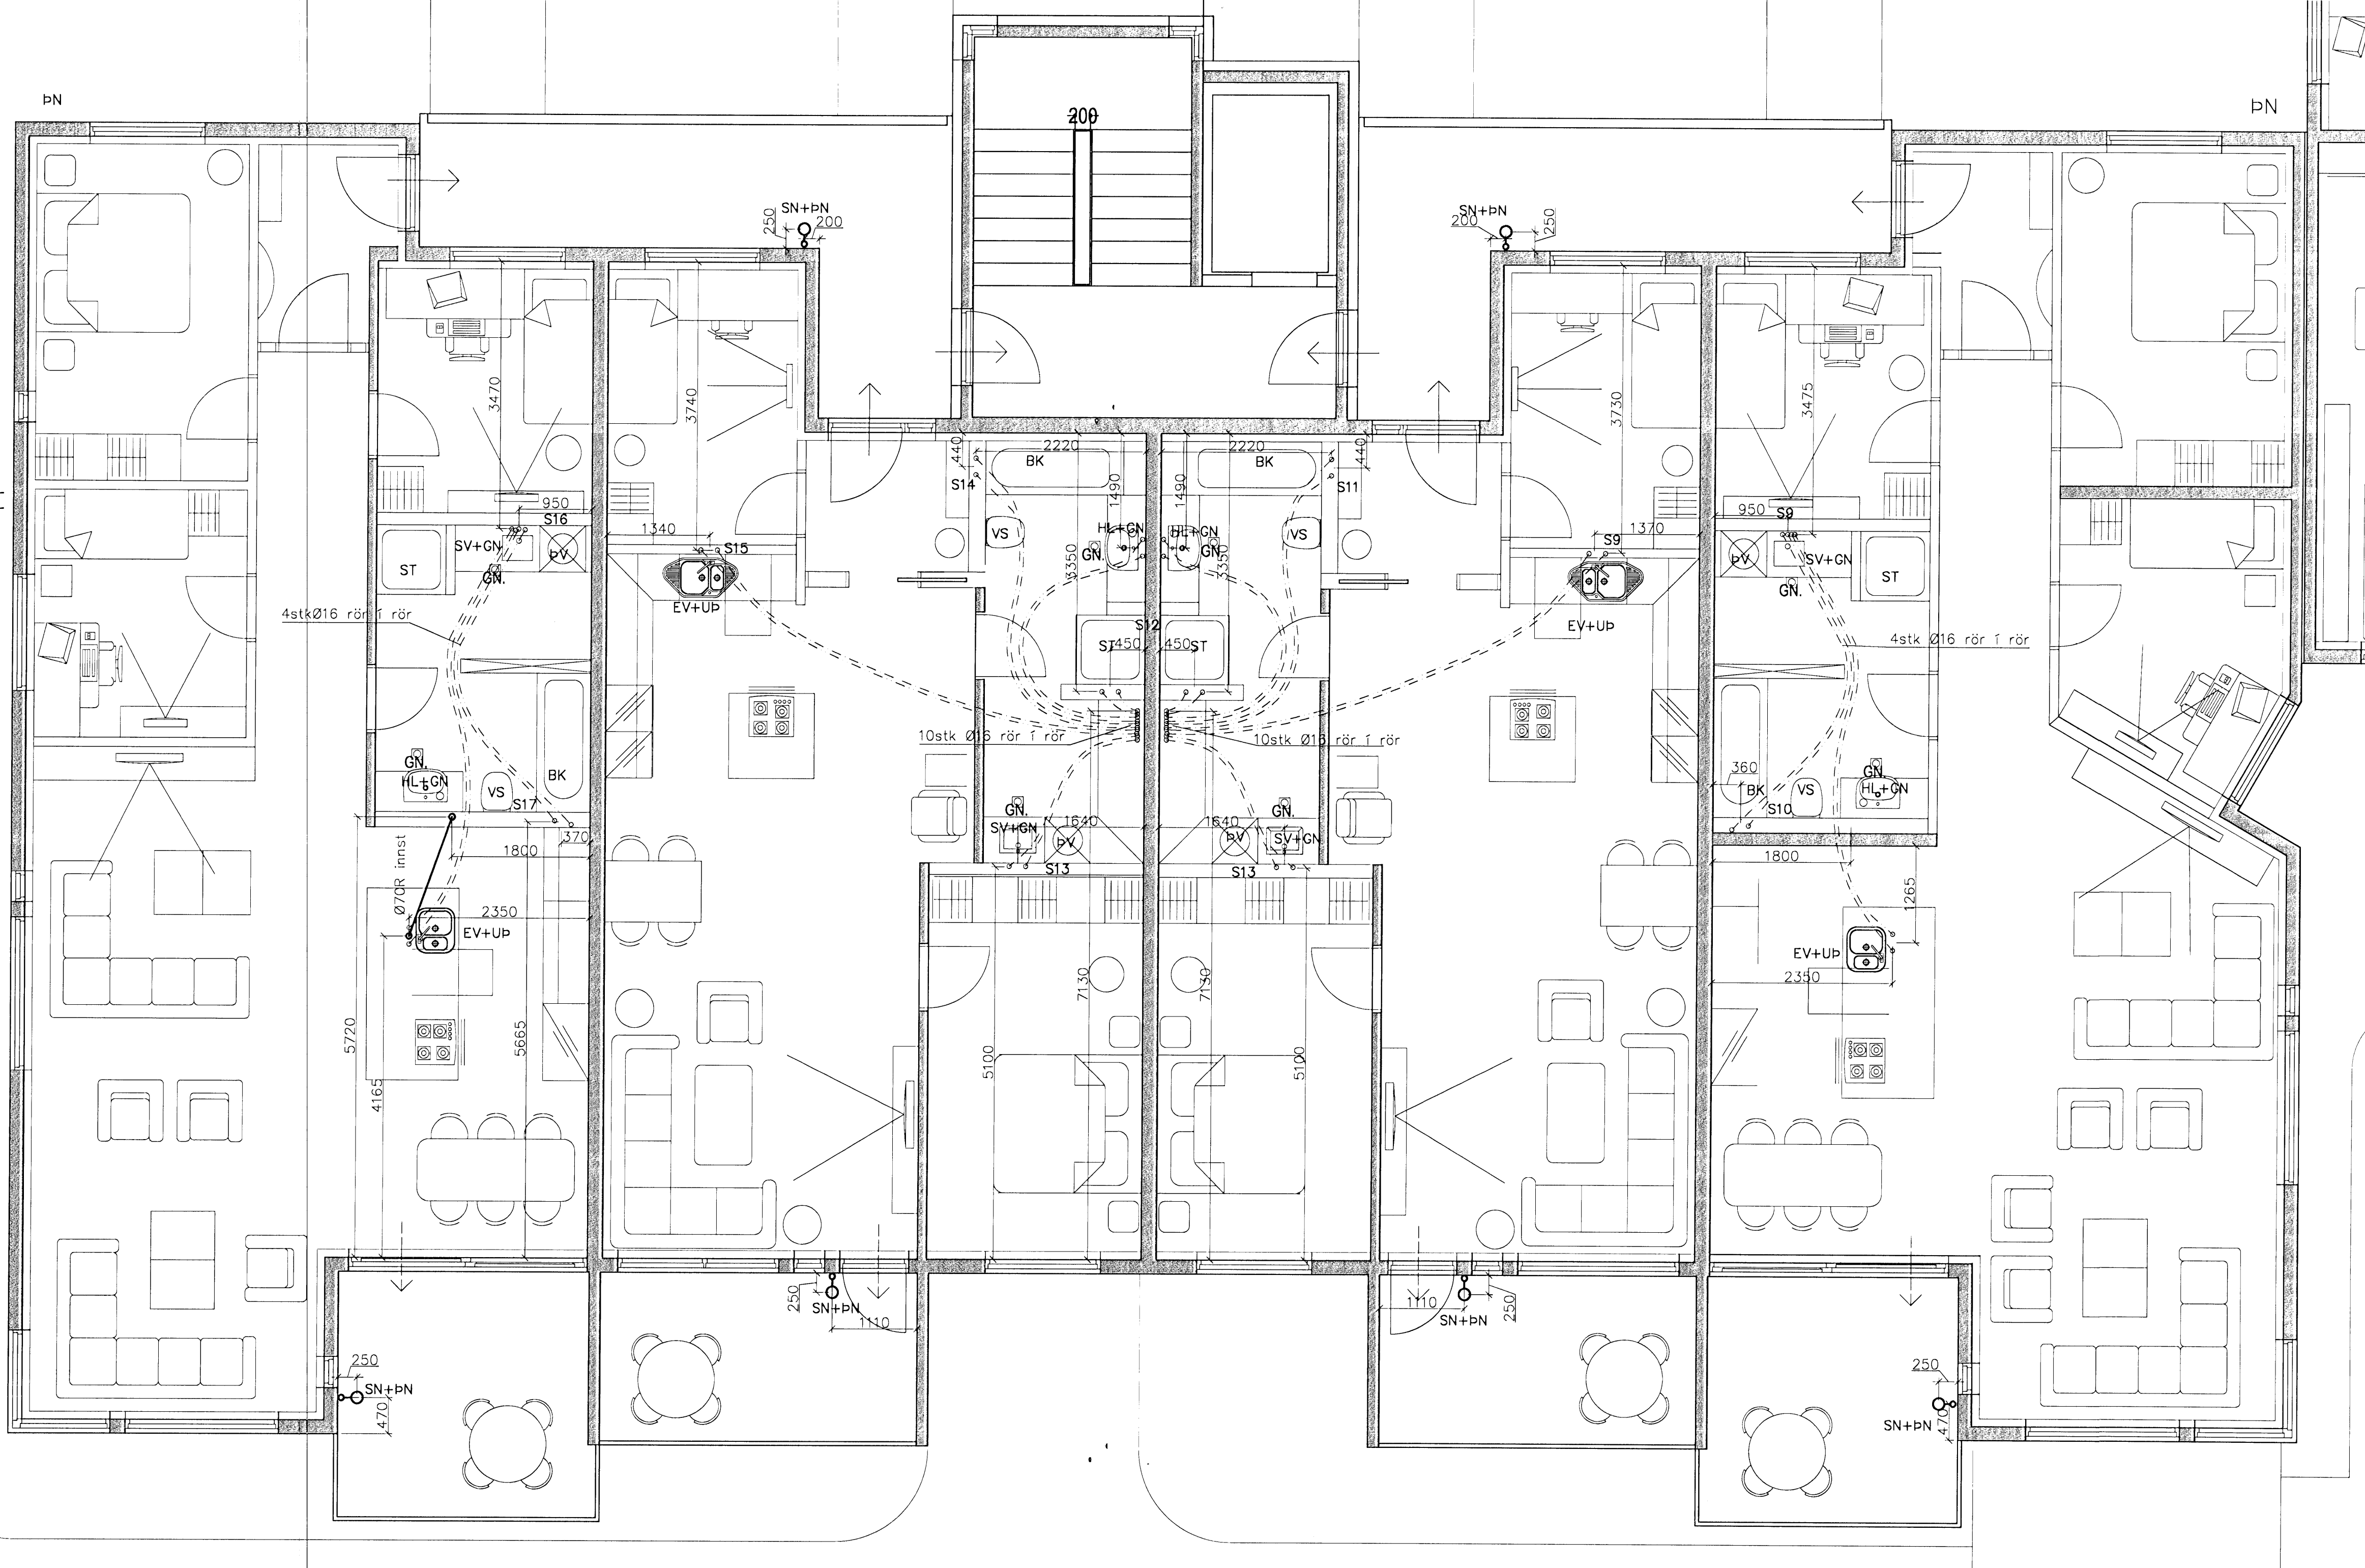 ÞN
200
ÞN
SN+ÞN
250
200
SN+ÞN
200
250
3470
3740
3730
3475
440
2220
BK
1490
S14
2220
BK
1490
440
S11
950
S16
SV+GN
ÞV
GN.
ST
1340
S15
EV+UÞ
VS
HL+GN
GN.
3350
HL+GN
GN.
3350
VS
1370
S9
EV+UÞ
950
S9
ÞV
SV+GN
GN.
ST
4stkØ16 rör í rör
S12
ST
450
450
ST
4stk Ø16 rör í rör
10stk Ø16 rör í rör
10stk Ø16 rör í rör
GN.
HL+GN
VS
BK
S17
GN.
SV+GN
1640
ÞV
S13
1640
ÞV
GN.
SV+GN
S13
360
BK
S10
VS
GN.
HL+GN
370
1800
Ø70R innst
2350
EV+UÞ
1800
1265
EV+UÞ
2350
5720
4165
5665
7130
5100
7130
5100
250
SN+ÞN
1110
1110
SN+ÞN
250
250
SN+ÞN
470
250
SN+ÞN
470